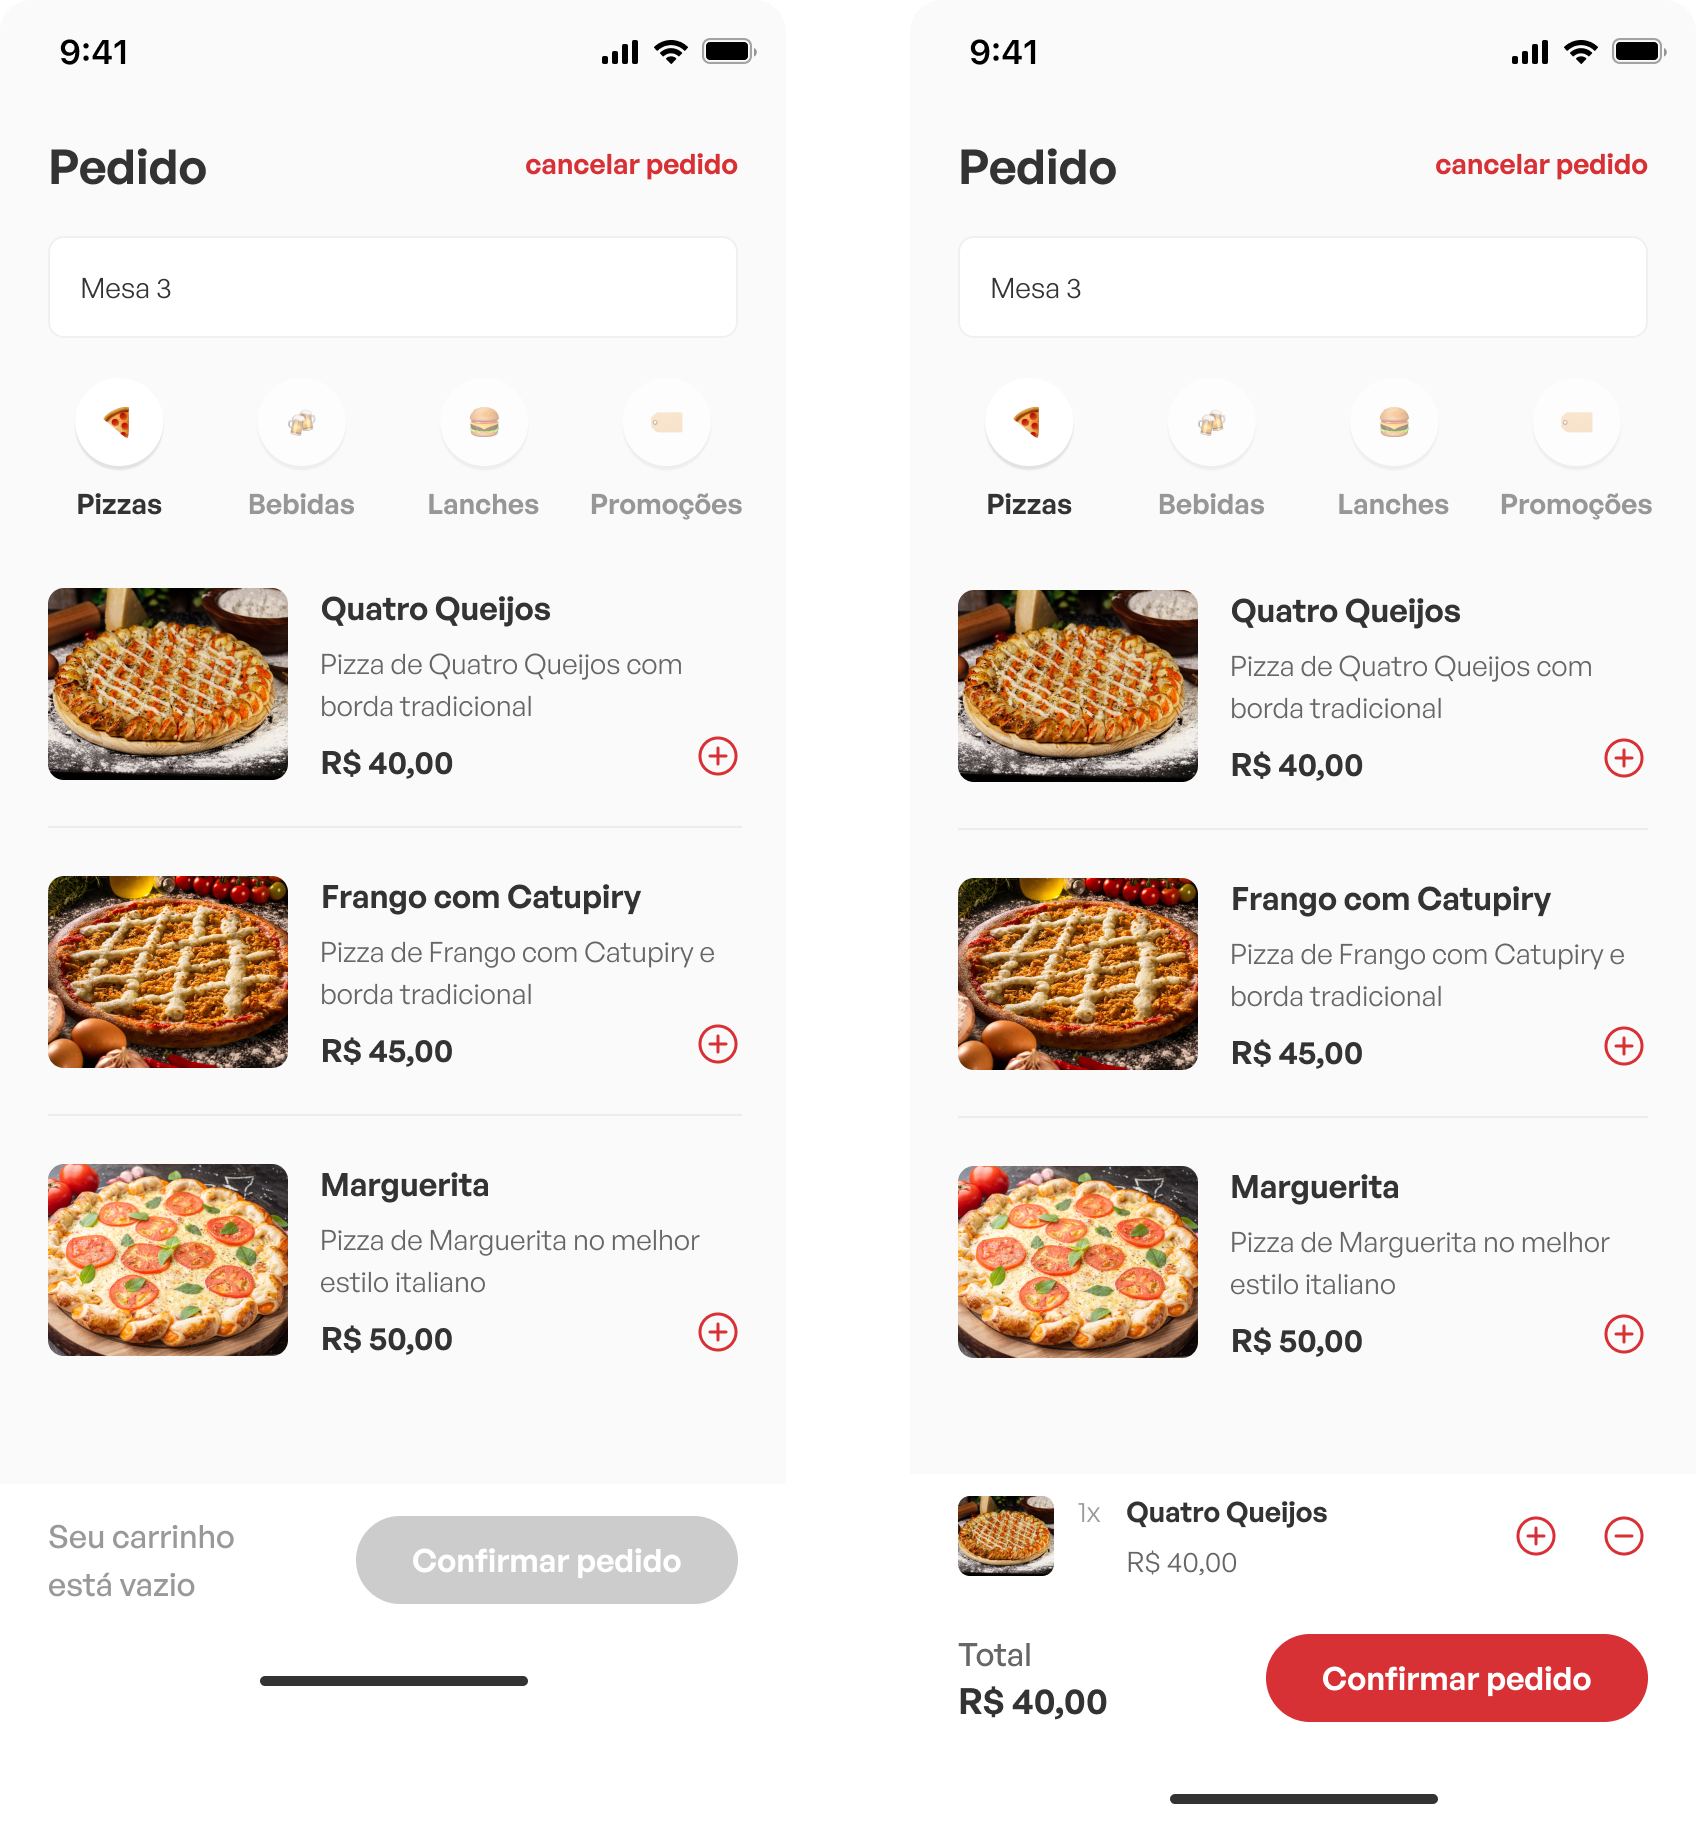 9:41
Pedido
cancelar pedido
Mesa 3
Pizzas
Bebidas
Lanches
Promoções
Quatro Queijos
Pizza de Quatro Queijos com
borda tradicional
R$ 40,00
Frango com Catupiry
Pizza de Frango com Catupiry e
borda tradicional
R$ 45,00
Marguerita
Pizza de Marguerita no melhor
estilo italiano
R$ 50,00
Seu carrinho
está vazio
Confirmar pedido
9:41
Pedido
cancelar pedido
Mesa 3
Pizzas
Bebidas
Lanches
Promoções
Quatro Queijos
Pizza de Quatro Queijos com
borda tradicional
R$ 40,00
Frango com Catupiry
Pizza de Frango com Catupiry e
borda tradicional
R$ 45,00
Marguerita
Pizza de Marguerita no melhor
estilo italiano
R$ 50,00
1x
Quatro Queijos
R$ 40,00
Total
R$ 40,00
Confirmar pedido